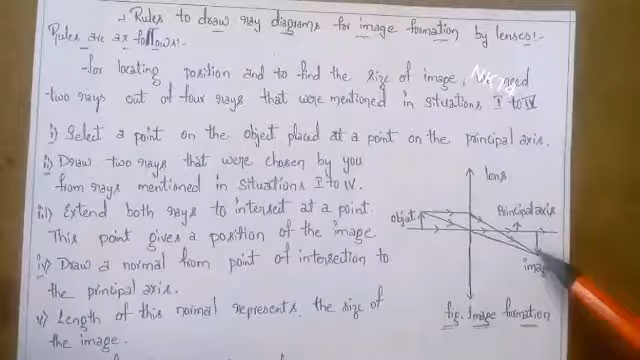 Rules to draw ray diagrams for image formation by lenses:-
Rules are as follows:-
For locating position and to find the size of image, need
two rays out of four rays that were mentioned in situations I to IV
i) Select a point on the object placed at a point on the principal axis.
ii) Draw two rays that were chosen by you
from rays mentioned in situations I to IV.
iii) Extend both rays to intersect at a point.
This point gives a position of the image
iv) Draw a normal from point of intersection to
the principal axis.
v) Length of this normal represents the size of
the image.
lens
Principal axis
object
fig. Image formation